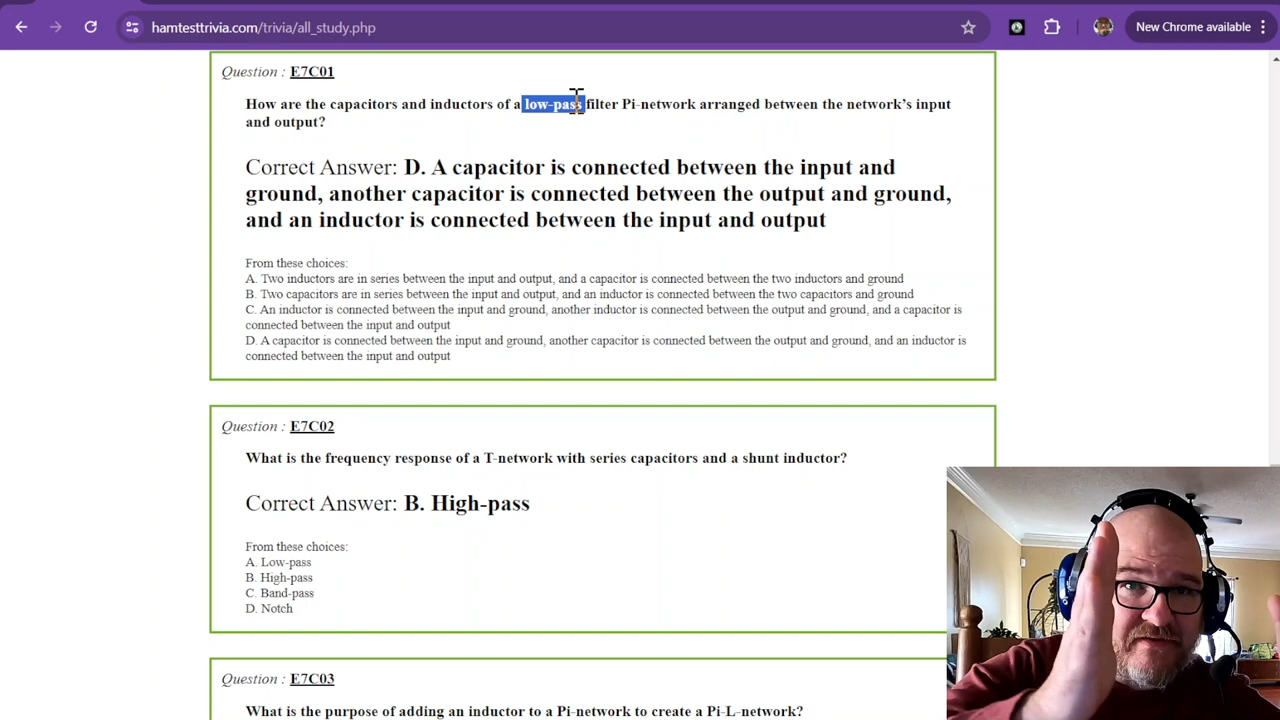 hamtesttrivia.com/trivia/all_study.php
New Chrome available
Question : E7C01
How are the capacitors and inductors of a low-pass filter Pi-network arranged between the network’s input
and output?
Correct Answer: D. A capacitor is connected between the input and
ground, another capacitor is connected between the output and ground,
and an inductor is connected between the input and output
From these choices:
A. Two inductors are in series between the input and output, and a capacitor is connected between the two inductors and ground
B. Two capacitors are in series between the input and output, and an inductor is connected between the two capacitors and ground
C. An inductor is connected between the input and ground, another inductor is connected between the output and ground, and a capacitor is
connected between the input and output
D. A capacitor is connected between the input and ground, another capacitor is connected between the output and ground, and an inductor is
connected between the input and output
Question : E7C02
What is the frequency response of a T-network with series capacitors and a shunt inductor?
Correct Answer: B. High-pass
From these choices:
A. Low-pass
B. High-pass
C. Band-pass
D. Notch
Question : E7C03
What is the purpose of adding an inductor to a Pi-network to create a Pi-L-network?